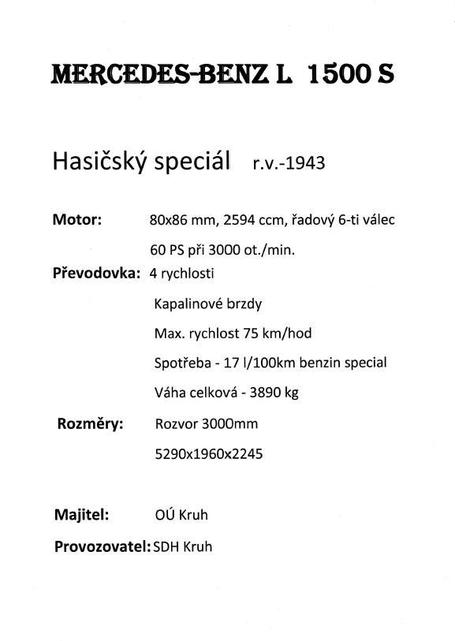 MERCEDES-BENZ L 1500 S
Hasičský speciál r.v.-1943
Motor: 80x86 mm, 2594 ccm, řadový 6-ti válec
60 PS při 3000 ot./min.
Převodovka: 4 rychlosti
Kapalinové brzdy
Max. rychlost 75 km/hod
Spotřeba - 17 l/100km benzin special
Váha celková - 3890 kg
Rozměry: Rozvor 3000mm
5290x1960x2245
Majitel: OÚ Kruh
Provozovatel: SDH Kruh